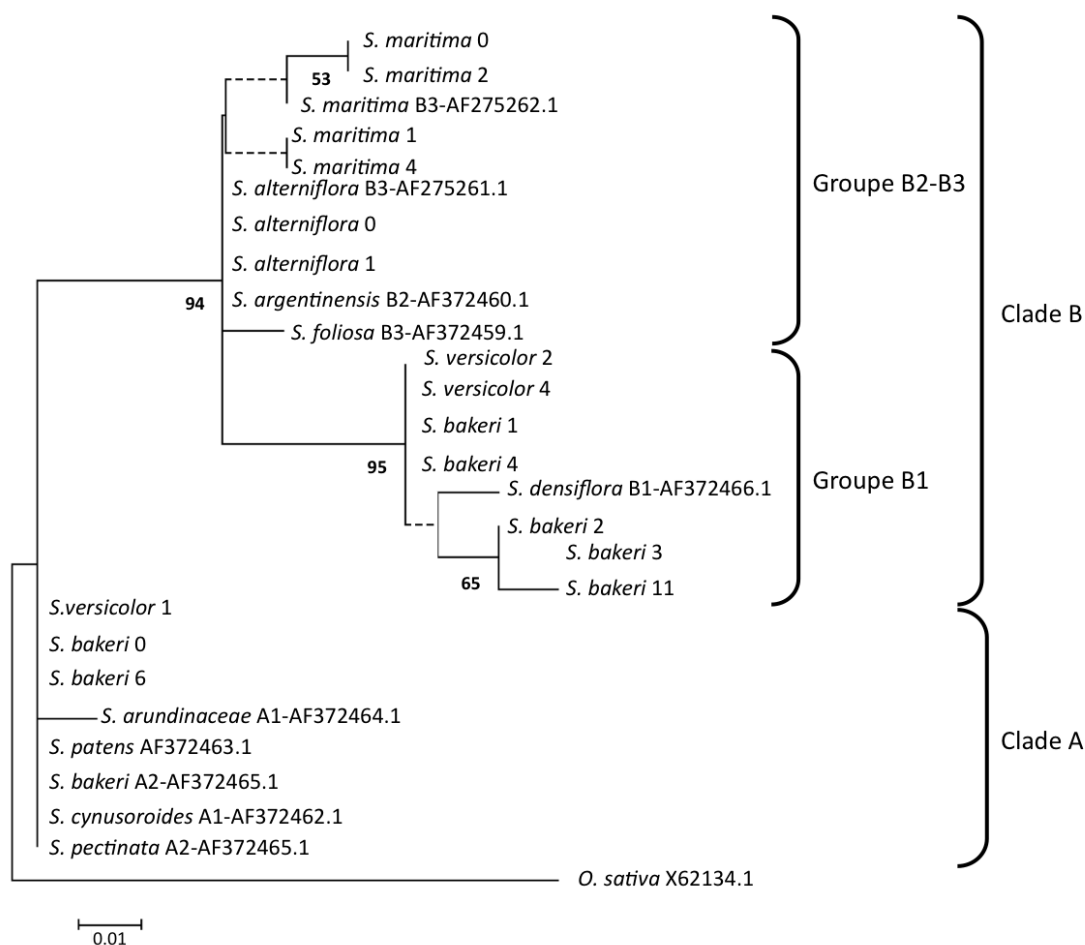 S. maritima 0
53
S. maritima 2
S. maritima B3-AF275262.1
S. maritima 1
S. maritima 4
S. alterniflora B3-AF275261.1
Groupe B2-B3
S. alterniflora 0
S. alterniflora 1
94
S. argentinensis B2-AF372460.1
Clade B
S. foliosa B3-AF372459.1
S. versicolor 2
S. versicolor 4
S. bakeri 1
95
S. bakeri 4
Groupe B1
S. densiflora B1-AF372466.1
S. bakeri 2
S. bakeri 3
65
S. bakeri 11
S.versicolor 1
S. bakeri 0
S. bakeri 6
S. arundinaceae A1-AF372464.1
Clade A
S. patens AF372463.1
S. bakeri A2-AF372465.1
S. cynusoroides A1-AF372462.1
S. pectinata A2-AF372465.1
O. sativa X62134.1
0.01